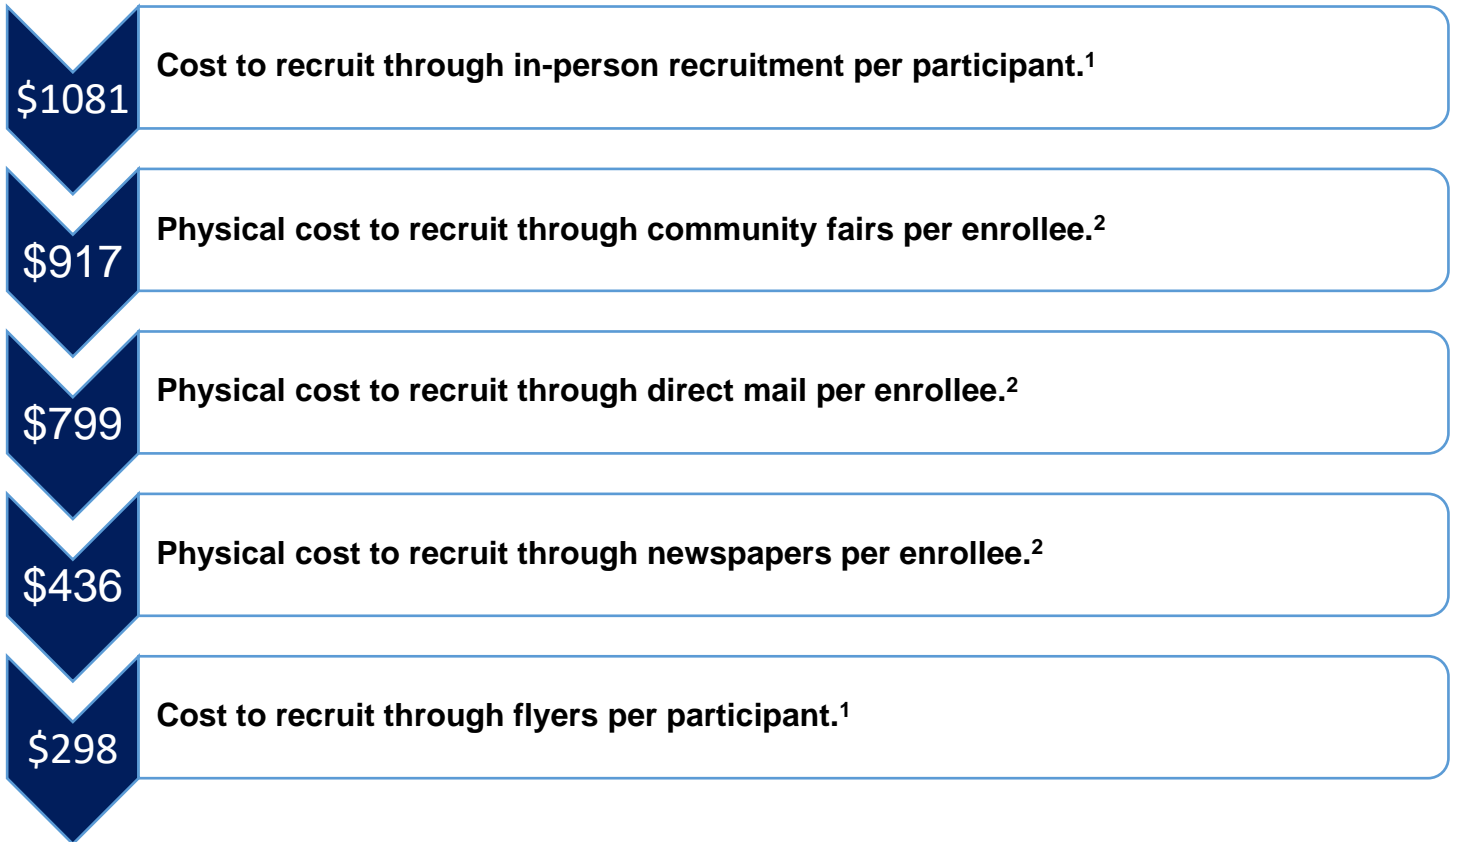 $1081
Cost to recruit through in-person recruitment per participant.¹
$917
Physical cost to recruit through community fairs per enrollee.²
$799
Physical cost to recruit through direct mail per enrollee.²
$436
Physical cost to recruit through newspapers per enrollee.²
$298
Cost to recruit through flyers per participant.¹